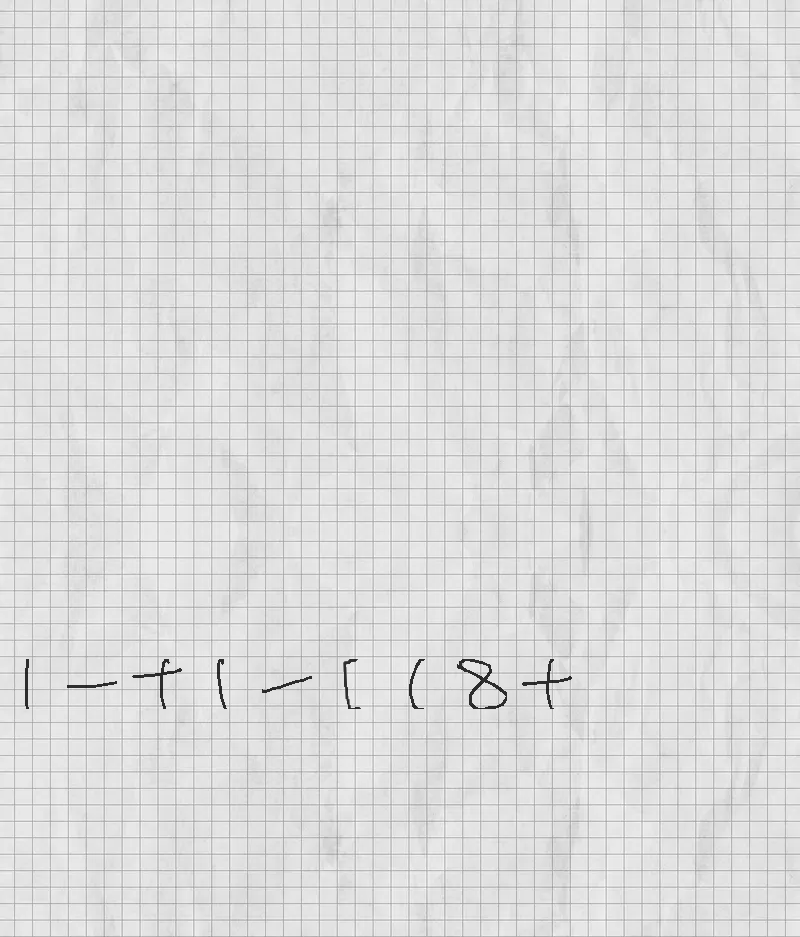 1 - + 1 - [ ( 8 +